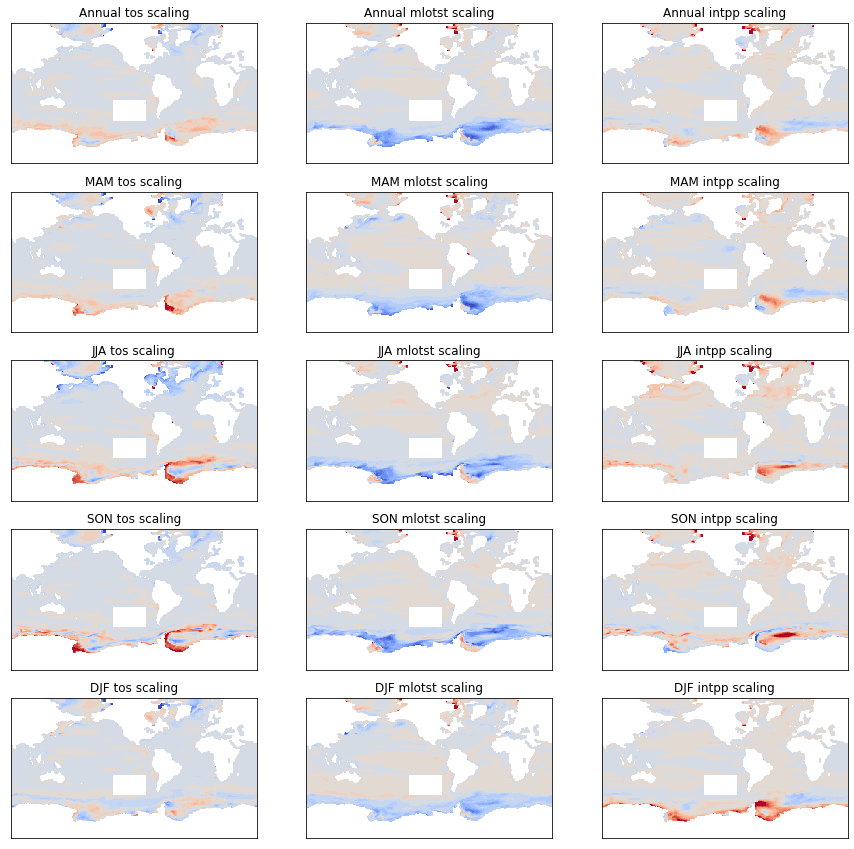 Annual tos scaling
Annual mlotst scaling
Annual intpp scaling
MAM tos scaling
MAM mlotst scaling
MAM intpp scaling
JJA tos scaling
JJA mlotst scaling
JJA intpp scaling
SON tos scaling
SON mlotst scaling
SON intpp scaling
DJF tos scaling
DJF mlotst scaling
DJF intpp scaling